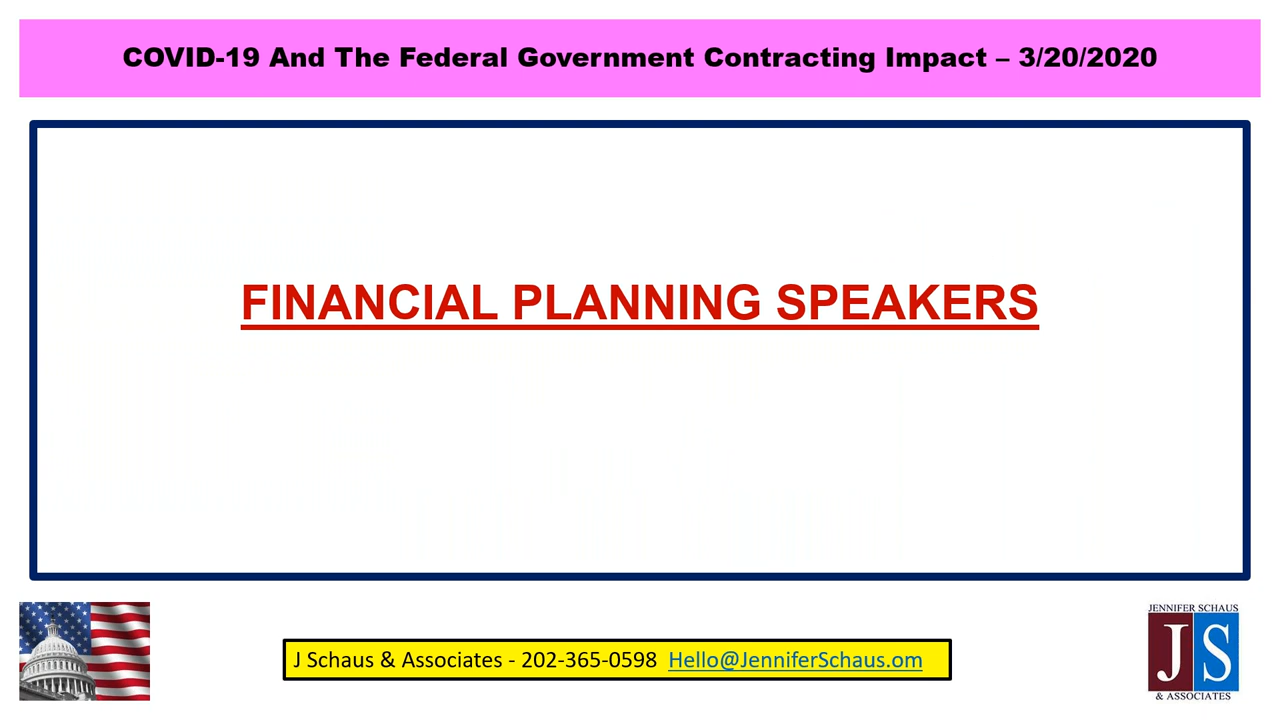 COVID-19 And The Federal Government Contracting Impact – 3/20/2020
FINANCIAL PLANNING SPEAKERS
J Schaus & Associates - 202-365-0598 Hello@JenniferSchaus.om
JENNIFER SCHAUS
JS
& ASSOCIATES